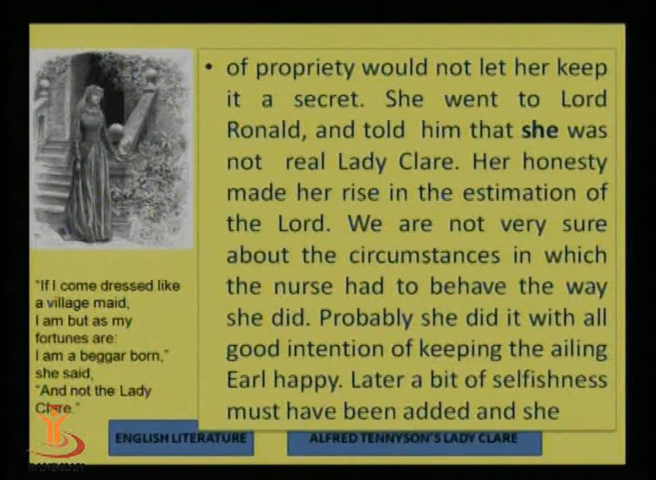 • of propriety would not let her keep
it a secret. She went to Lord
Ronald, and told him that she was
not real Lady Clare. Her honesty
made her rise in the estimation of
the Lord. We are not very sure
about the circumstances in which
the nurse had to behave the way
she did. Probably she did it with all
good intention of keeping the ailing
Earl happy. Later a bit of selfishness
must have been added and she
"If I come dressed like
a village maid,
I am but as my
fortunes are:
I am a beggar born,"
she said,
"And not the Lady
Clare."
ENGLISH LITERATURE
ALFRED TENNYSON'S LADY CLARE